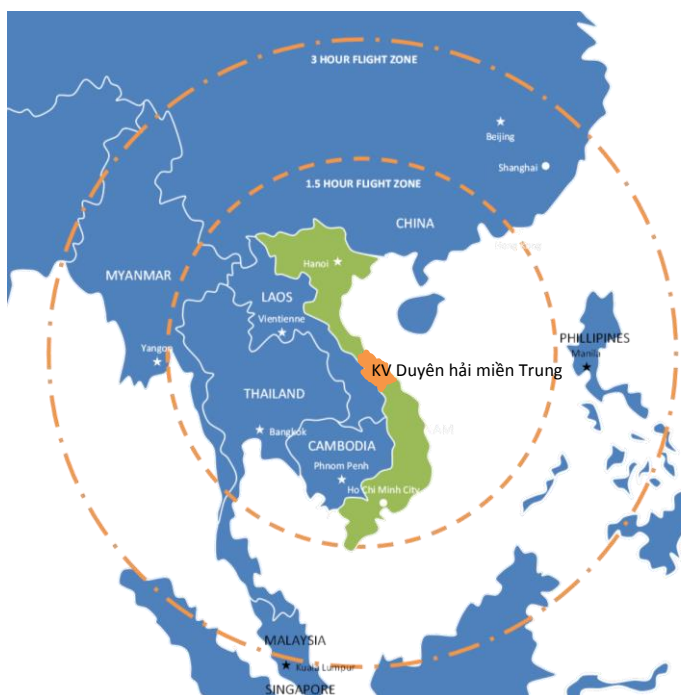 3 HOUR FLIGHT ZONE
Beijing
Shanghai
1.5 HOUR FLIGHT ZONE
CHINA
Hong Kong
Hanoi
MYANMAR
LAOS
Vientienne
PHILLIPINES
Yangon
Manila
KV Duyên hải miền Trung
THAILAND
NAM
Bangkok
CAMBODIA
Phnom Penh
Ho Chi Minh City
MALAYSIA
Kuala Lumpur
SINGAPORE